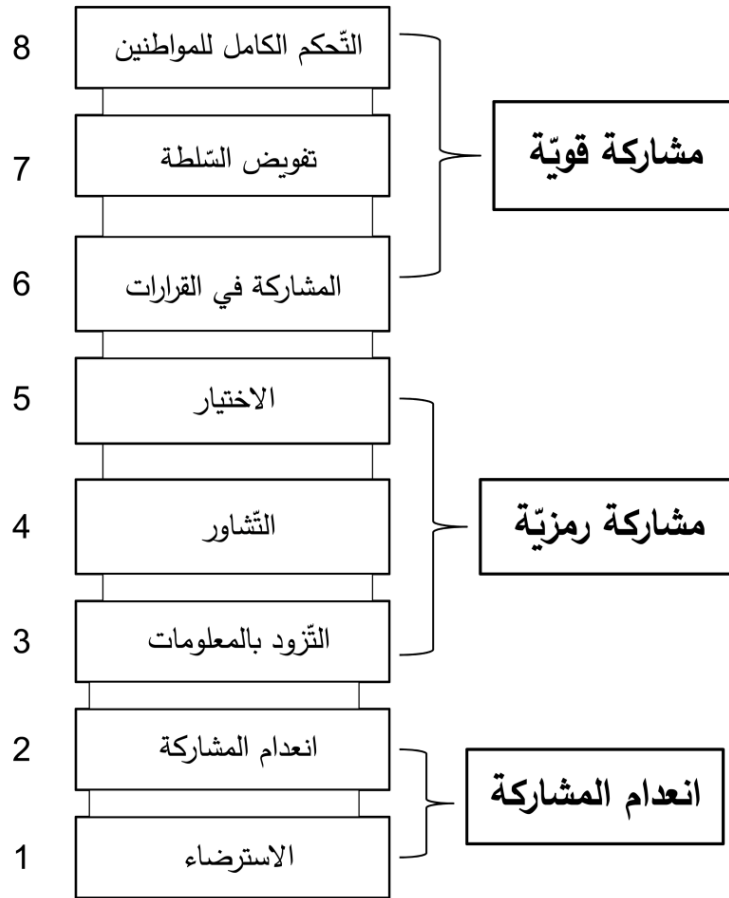 8
التّحكم الكامل للمواطنين
7
تفويض السّلطة
مشاركة قويّة
6
المشاركة في القرارات
5
الاختيار
4
التّشاور
مشاركة رمزيّة
3
التّزود بالمعلومات
2
انعدام المشاركة
انعدام المشاركة
1
الاسترضاء